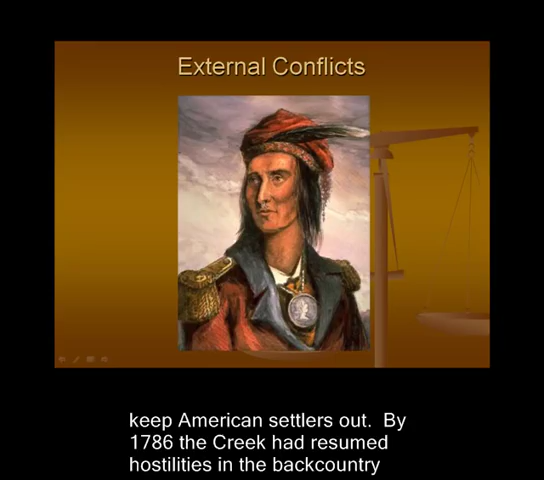 External Conflicts
keep American settlers out.  By
1786 the Creek had resumed
hostilities in the backcountry